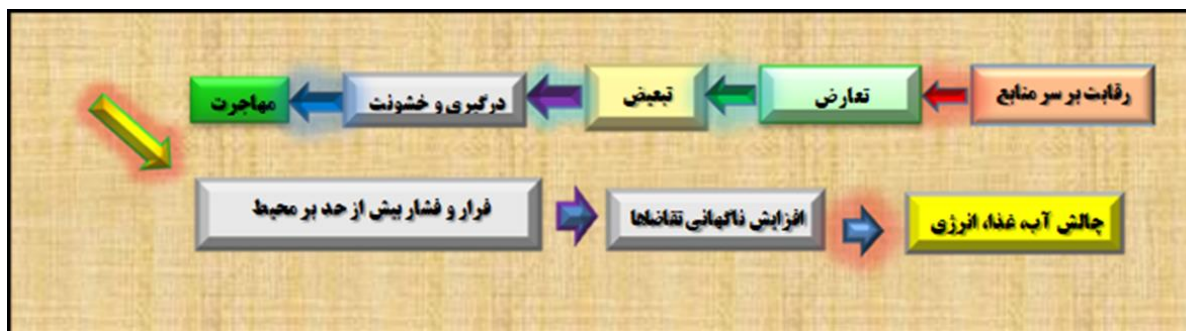 رقابت بر سر منابع
تعارض
تبعیض
درگیری و خشونت
مهاجرت
فرار و فشار بیش از حد بر محیط
افزایش ناگهانی تقاضاها
چالش آب، غذا، انرژی